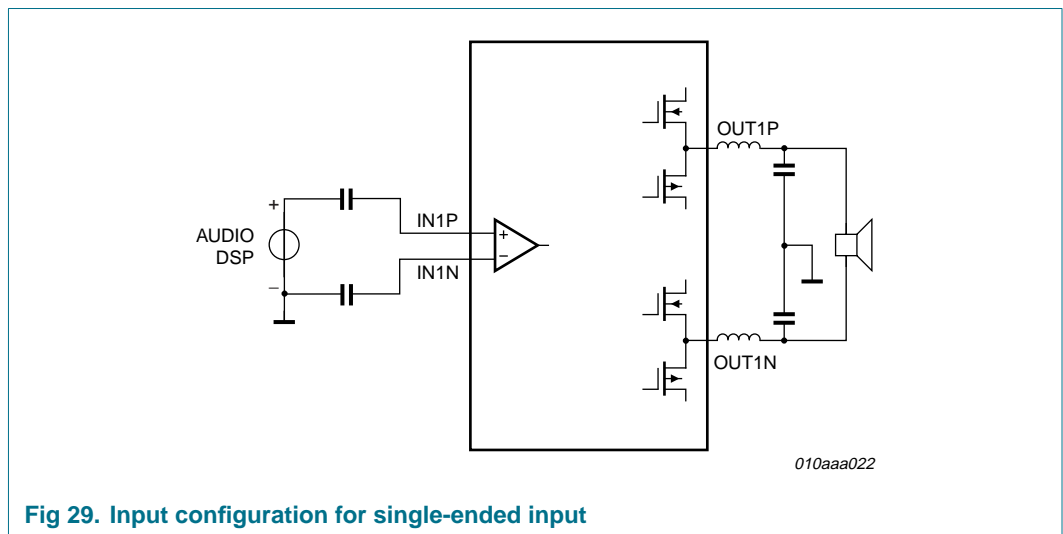 OUT1P
+
IN1P
+
AUDIO
DSP
−
IN1N
−
OUT1N
010aaa022
Fig 29. Input configuration for single-ended input